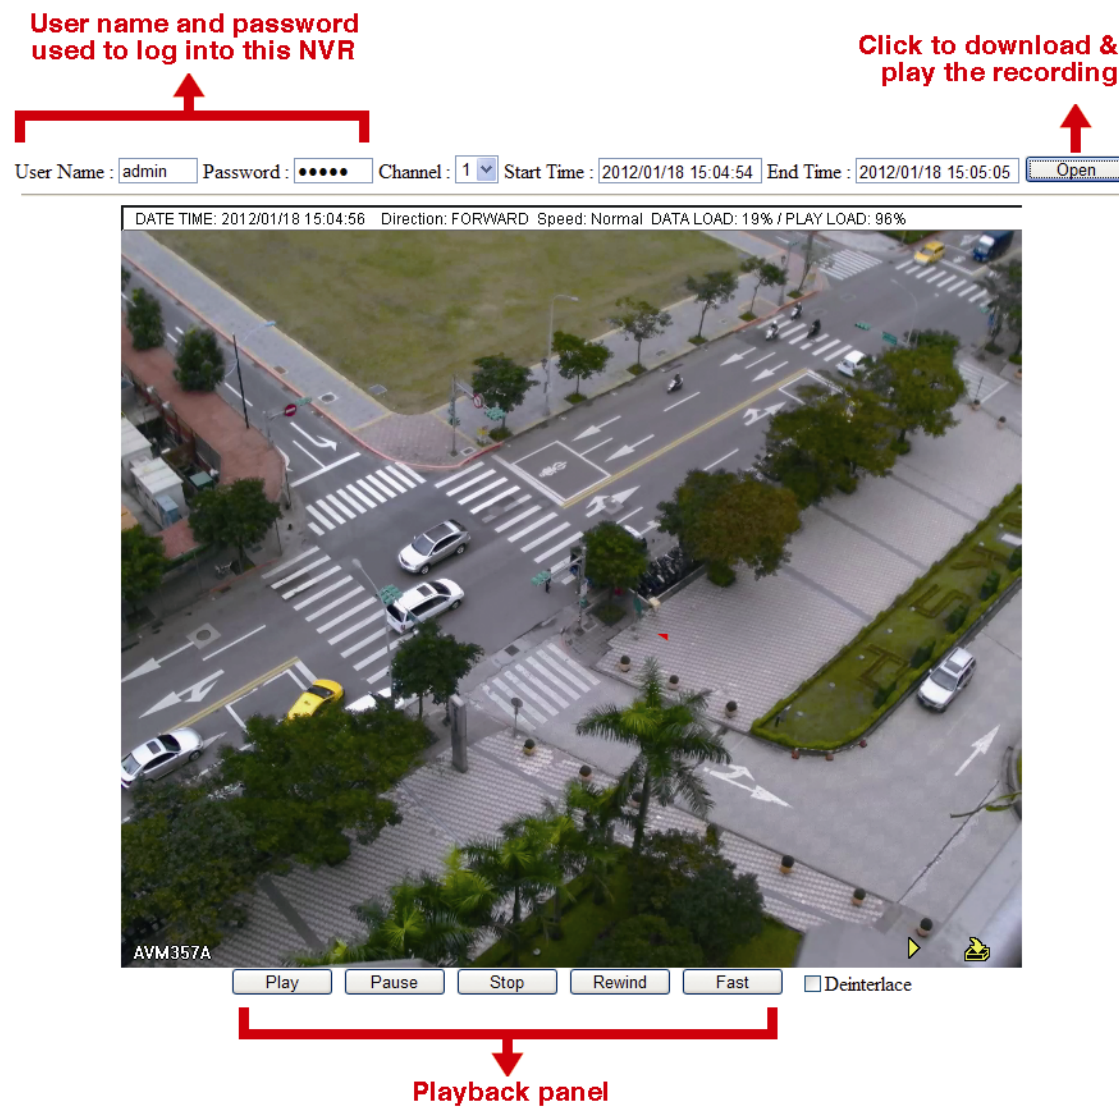 User name and password
used to log into this NVR
Click to download &
play the recording
User Name : admin Password : ●●●●● Channel : 1 Start Time : 2012/01/18 15:04:54 End Time : 2012/01/18 15:05:05 Open
DATE TIME: 2012/01/18 15:04:56 Direction: FORWARD Speed: Normal DATA LOAD: 19% / PLAY LOAD: 96%
AVM357A
Play Pause Stop Rewind Fast Deinterlace
Playback panel